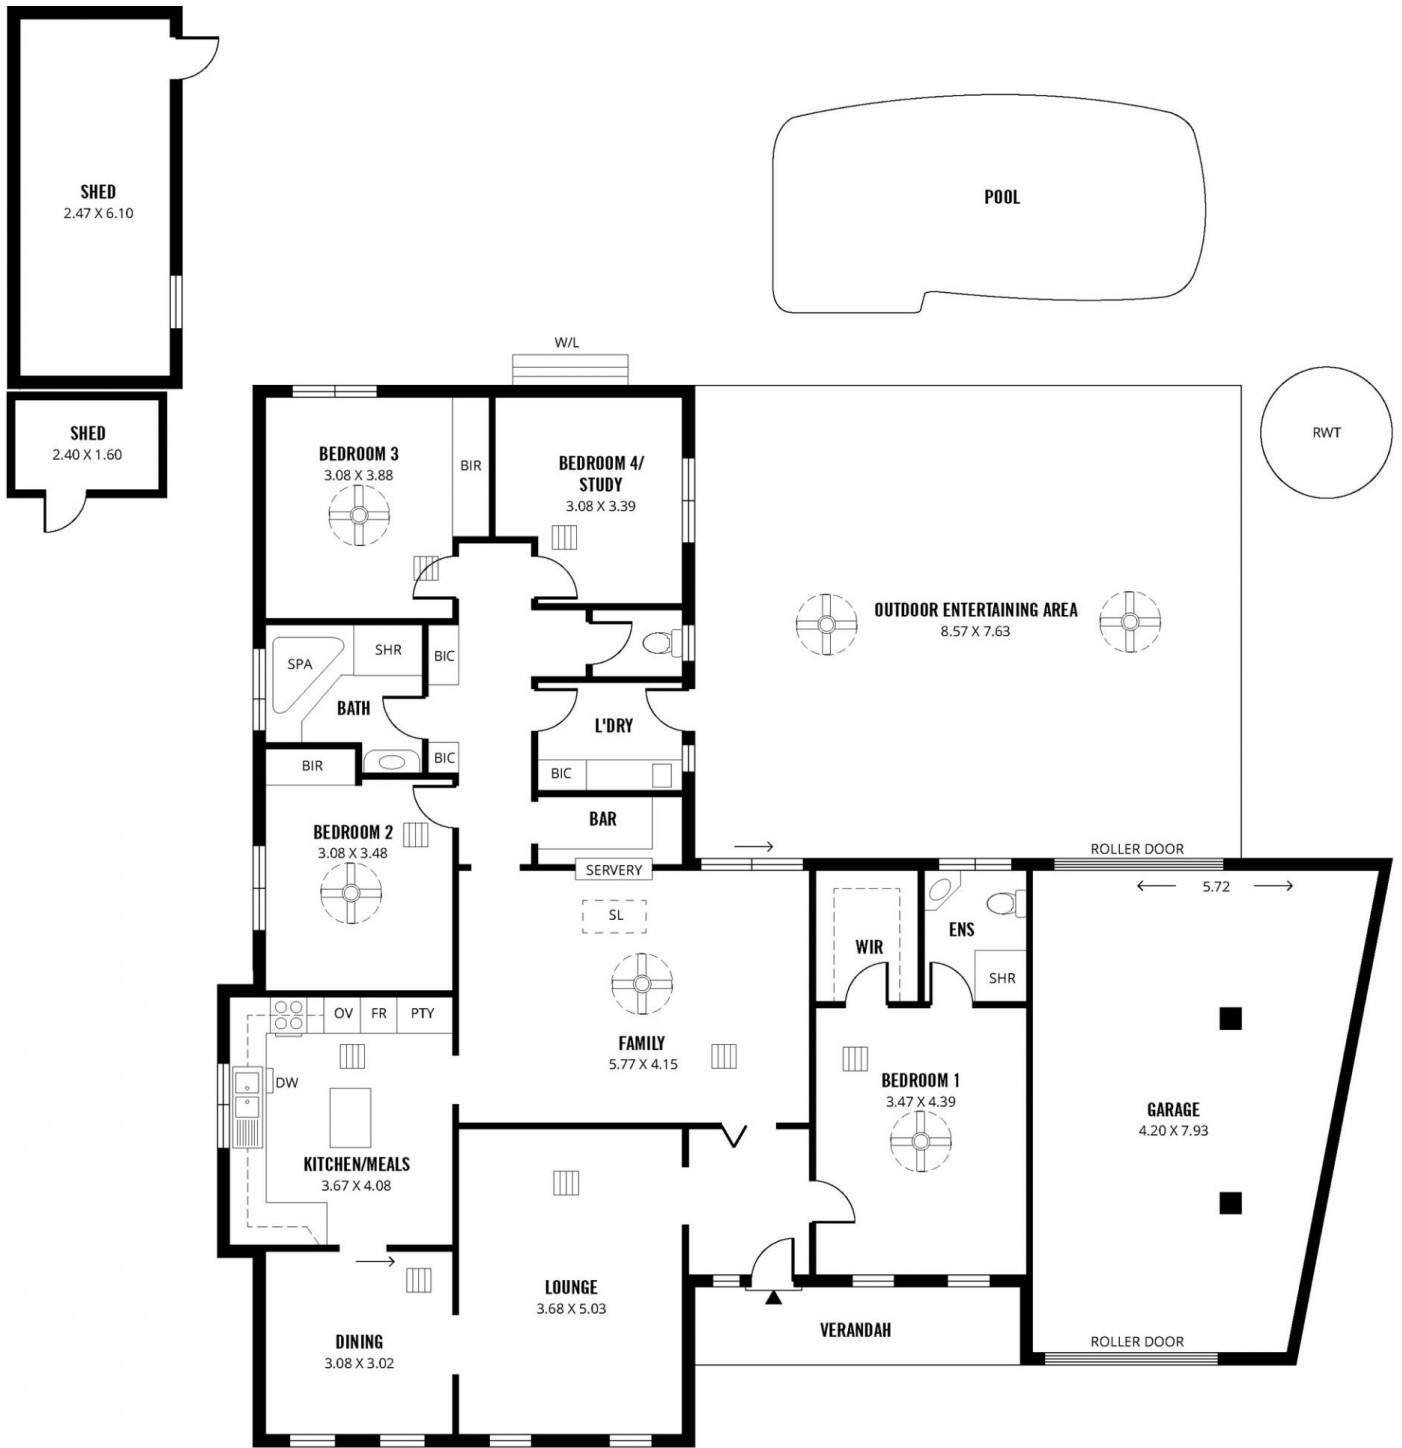 SHED
2.47 X 6.10
POOL
W/L
SHED
2.40 X 1.60
RWT
BEDROOM 3
3.08 X 3.88
BIR
BEDROOM 4/
STUDY
3.08 X 3.39
OUTDOOR ENTERTAINING AREA
8.57 X 7.63
SPA
SHR
BIC
BATH
L'DRY
BIC
BIR
BIC
BAR
BEDROOM 2
3.08 X 3.48
SERVERY
ROLLER DOOR
5.72
SL
WIR
ENS
SHR
OV
FR
PTY
FAMILY
5.77 X 4.15
DW
BEDROOM 1
3.47 X 4.39
GARAGE
4.20 X 7.93
KITCHEN/MEALS
3.67 X 4.08
LOUNGE
3.68 X 5.03
VERANDAH
DINING
3.08 X 3.02
ROLLER DOOR